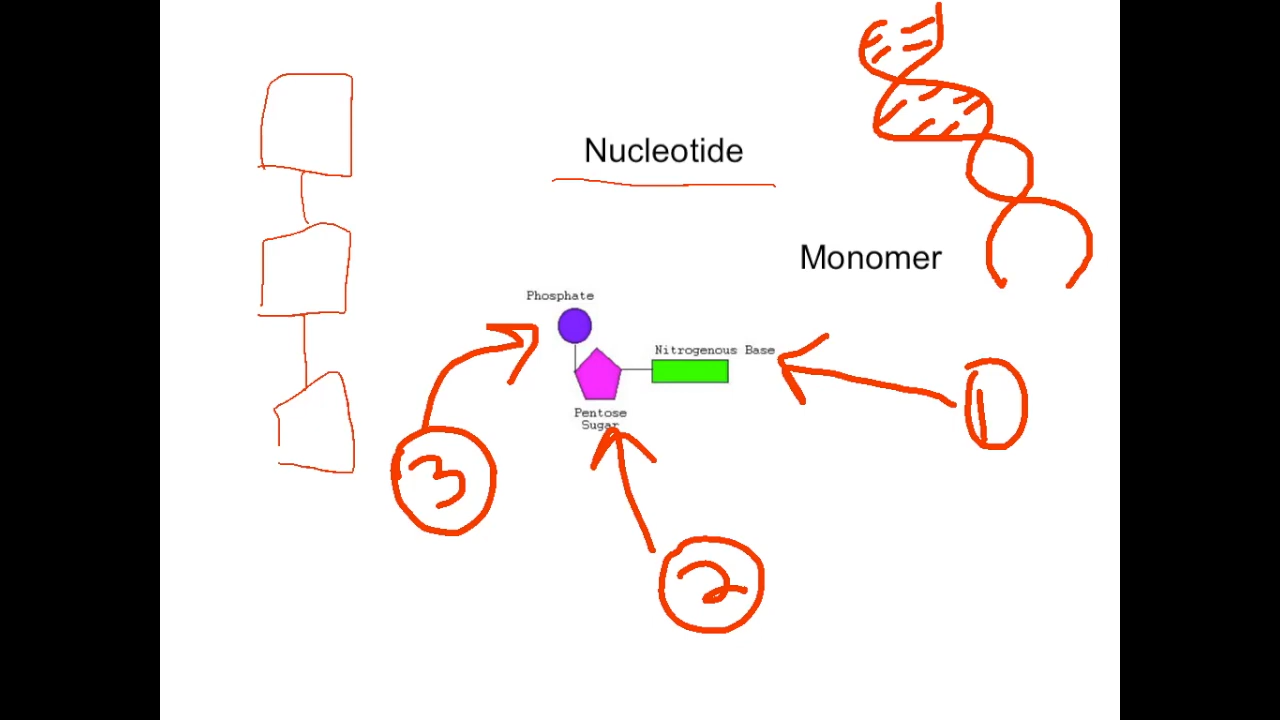 Nucleotide
Monomer
Phosphate
Nitrogenous Base
Pentose
Sugar
1
3
2